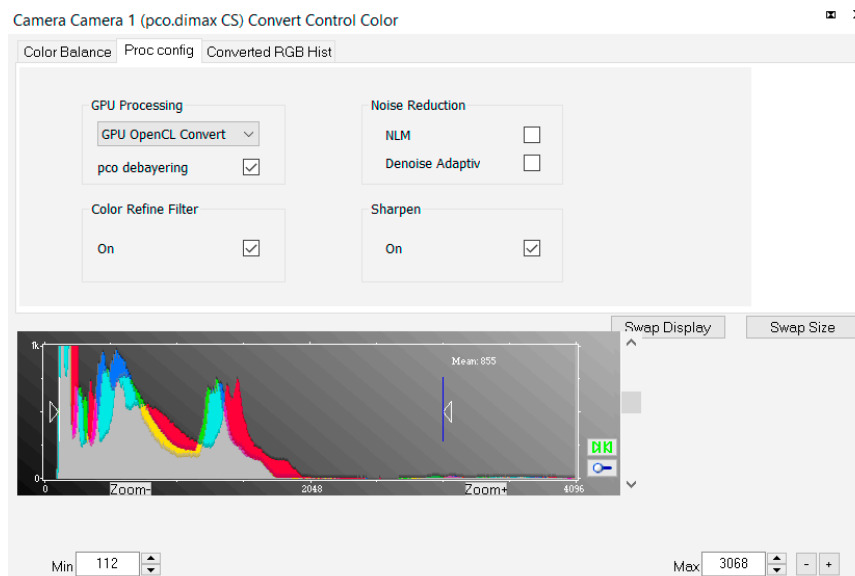 Camera Camera 1 (pco.dimax CS) Convert Control Color
Color Balance Proc config Converted RGB Hist
GPU Processing
GPU OpenCL Convert
pco debayering
Noise Reduction
NLM
Denoise Adaptiv
Color Refine Filter
On
Sharpen
On
Swap Display Swap Size
1k
Mean: 855
0
0 Zoom- 2048 Zoom+ 4096
Min 112 Max 3068 - +